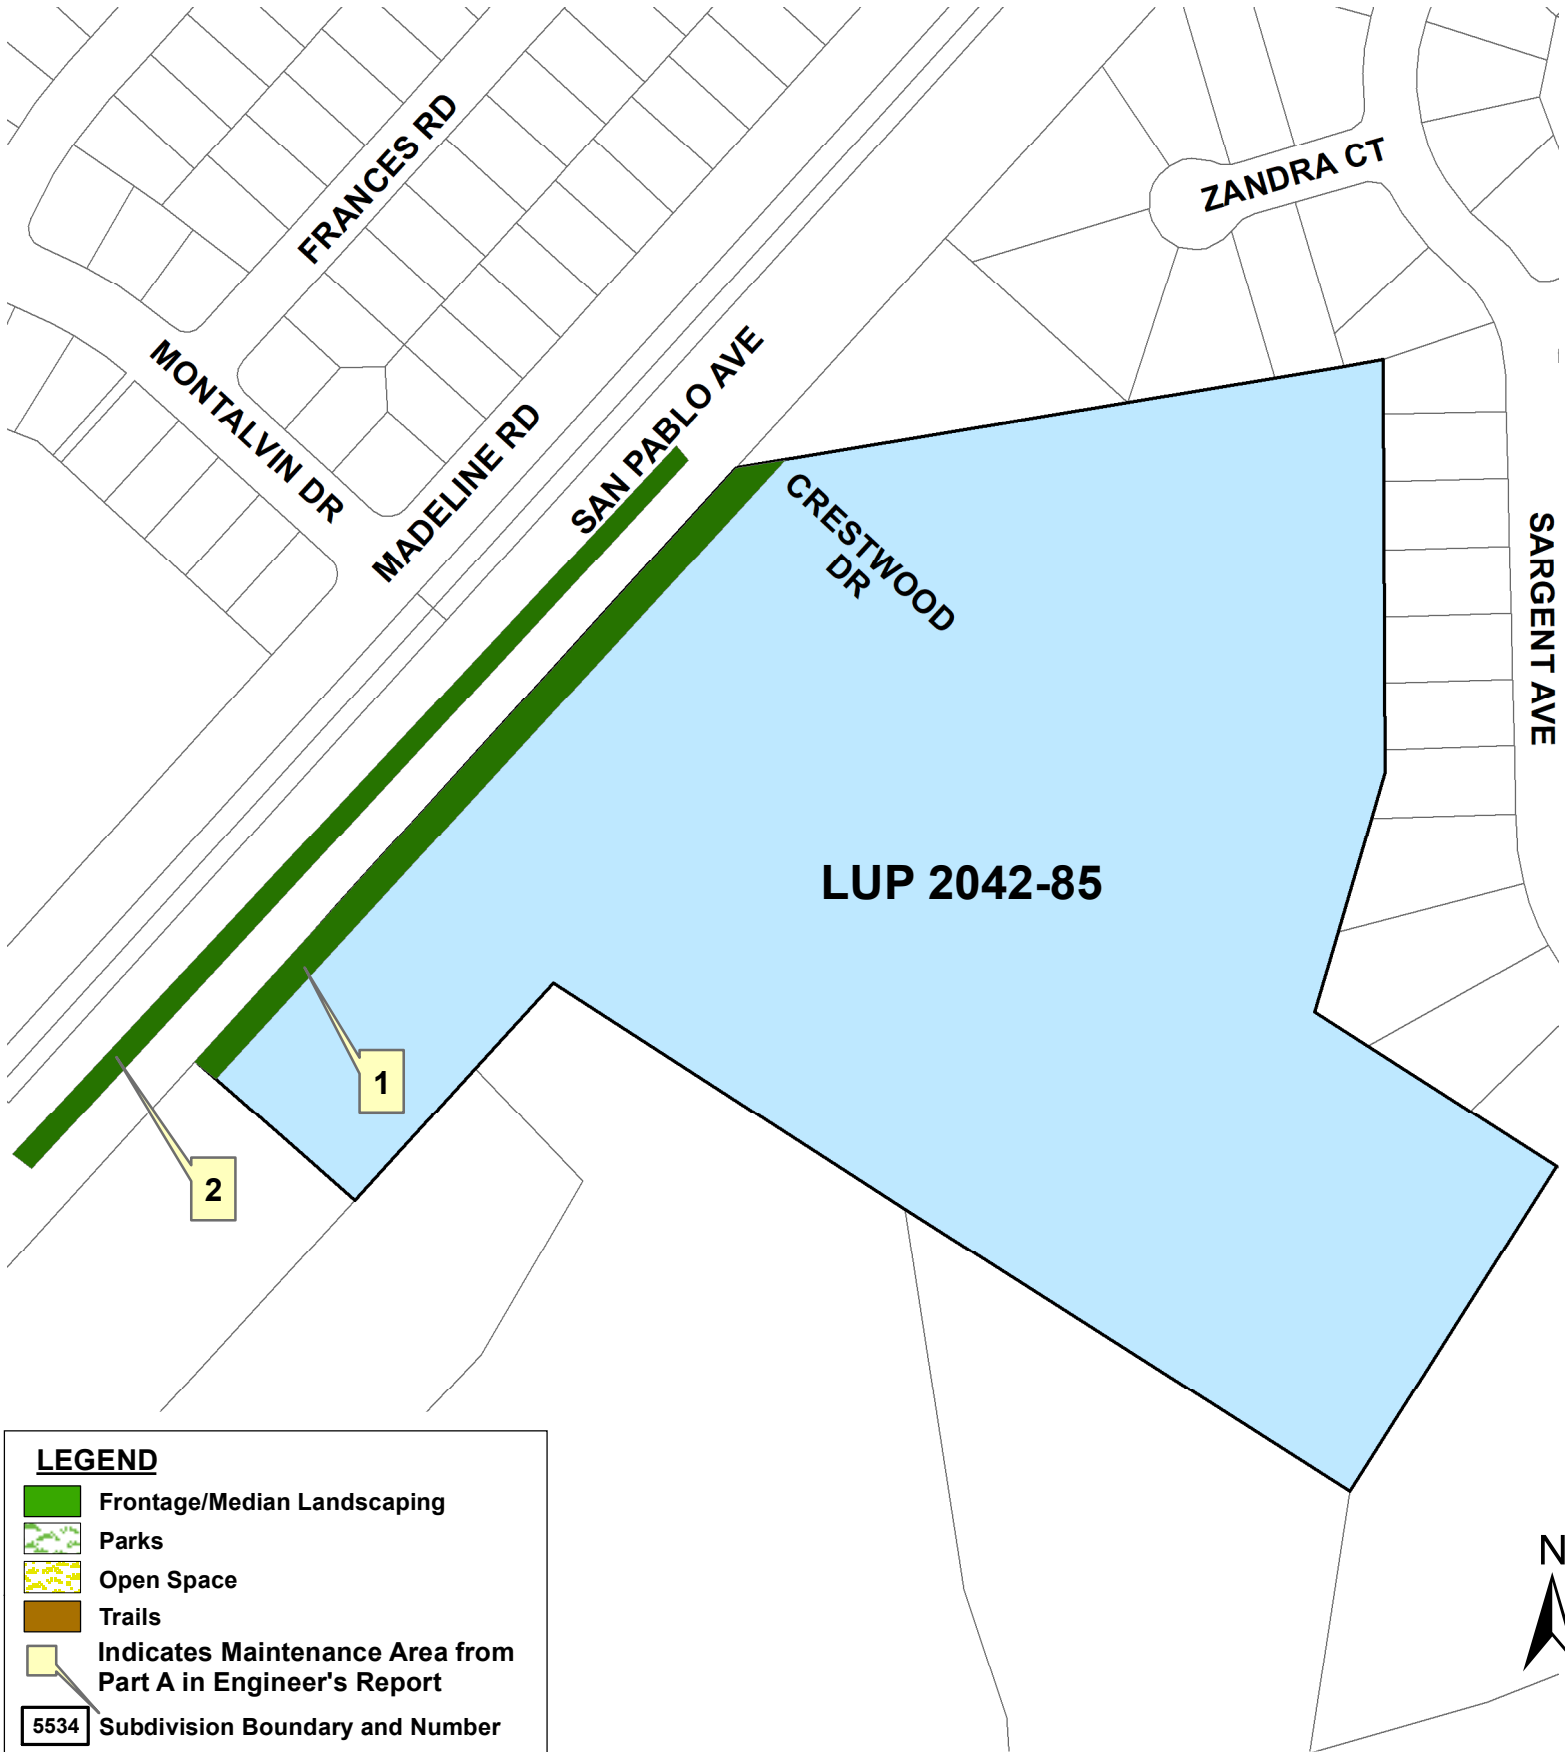 FRANCES RD
ZANDRA CT
MONTALVIN DR
MADELINE RD
SAN PABLO AVE
CRESTWOOD
DR
SARGENT AVE
LUP 2042-85
1
2
LEGEND
Frontage/Median Landscaping
Parks
Open Space
Trails
Indicates Maintenance Area from
Part A in Engineer's Report
5534 Subdivision Boundary and Number
N